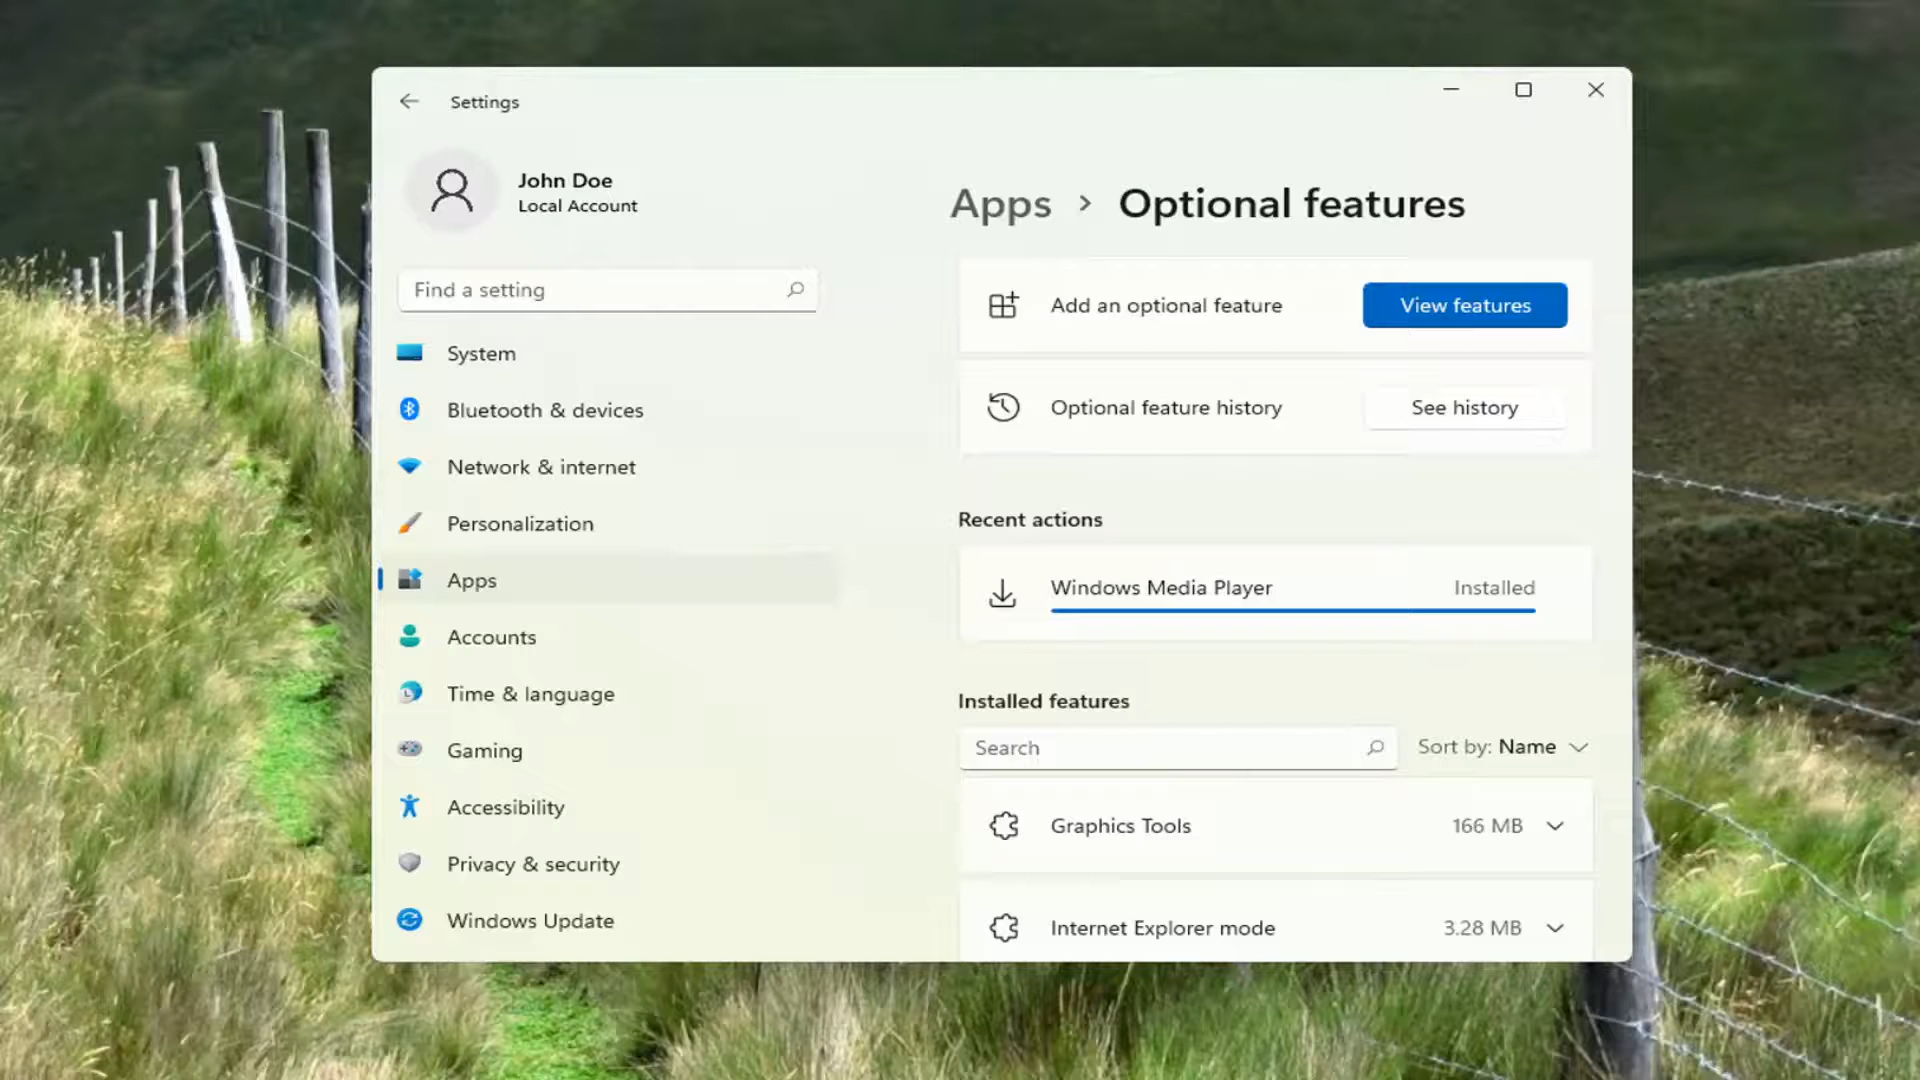 Settings
John Doe
Local Account
Find a setting
System
Bluetooth & devices
Network & internet
Personalization
Apps
Accounts
Time & language
Gaming
Accessibility
Privacy & security
Windows Update
Apps > Optional features
Add an optional feature View features
Optional feature history See history
Recent actions
Windows Media Player Installed
Installed features
Search Sort by: Name
Graphics Tools 166 MB
Internet Explorer mode 3.28 MB